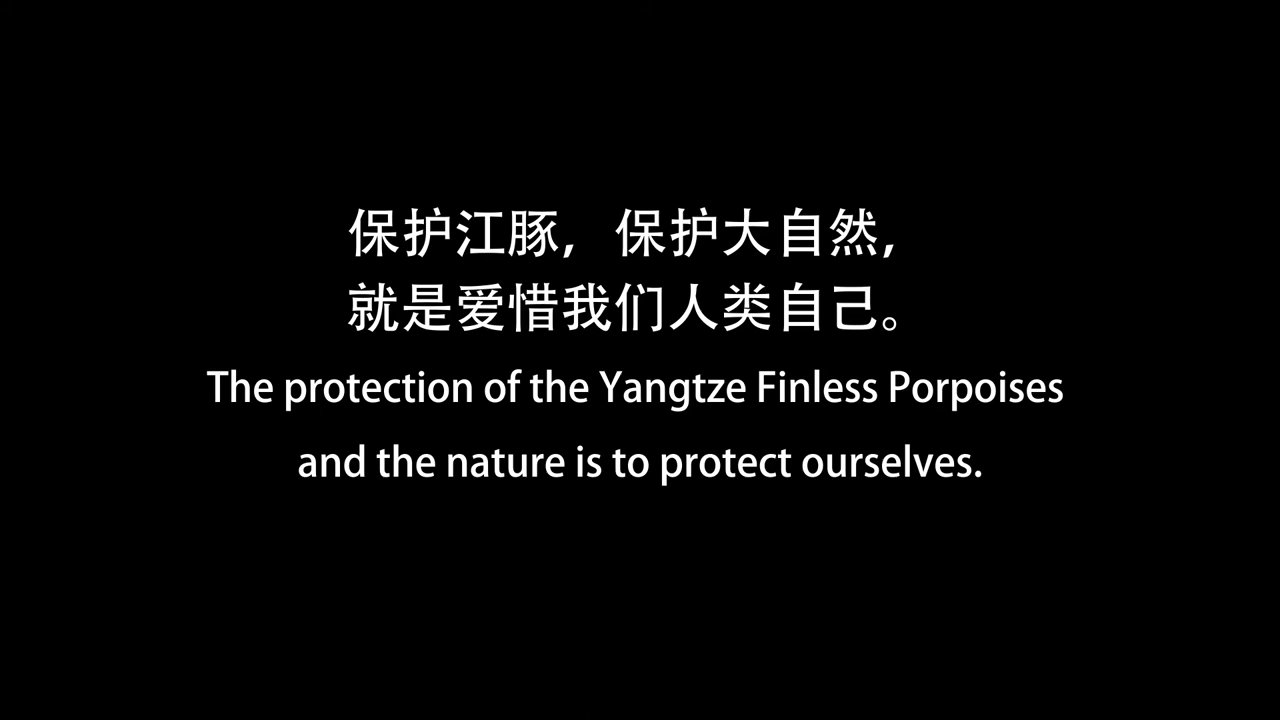 保护江豚，保护大自然，
就是爱惜我们人类自己。
The protection of the Yangtze Finless Porpoises
and the nature is to protect ourselves.